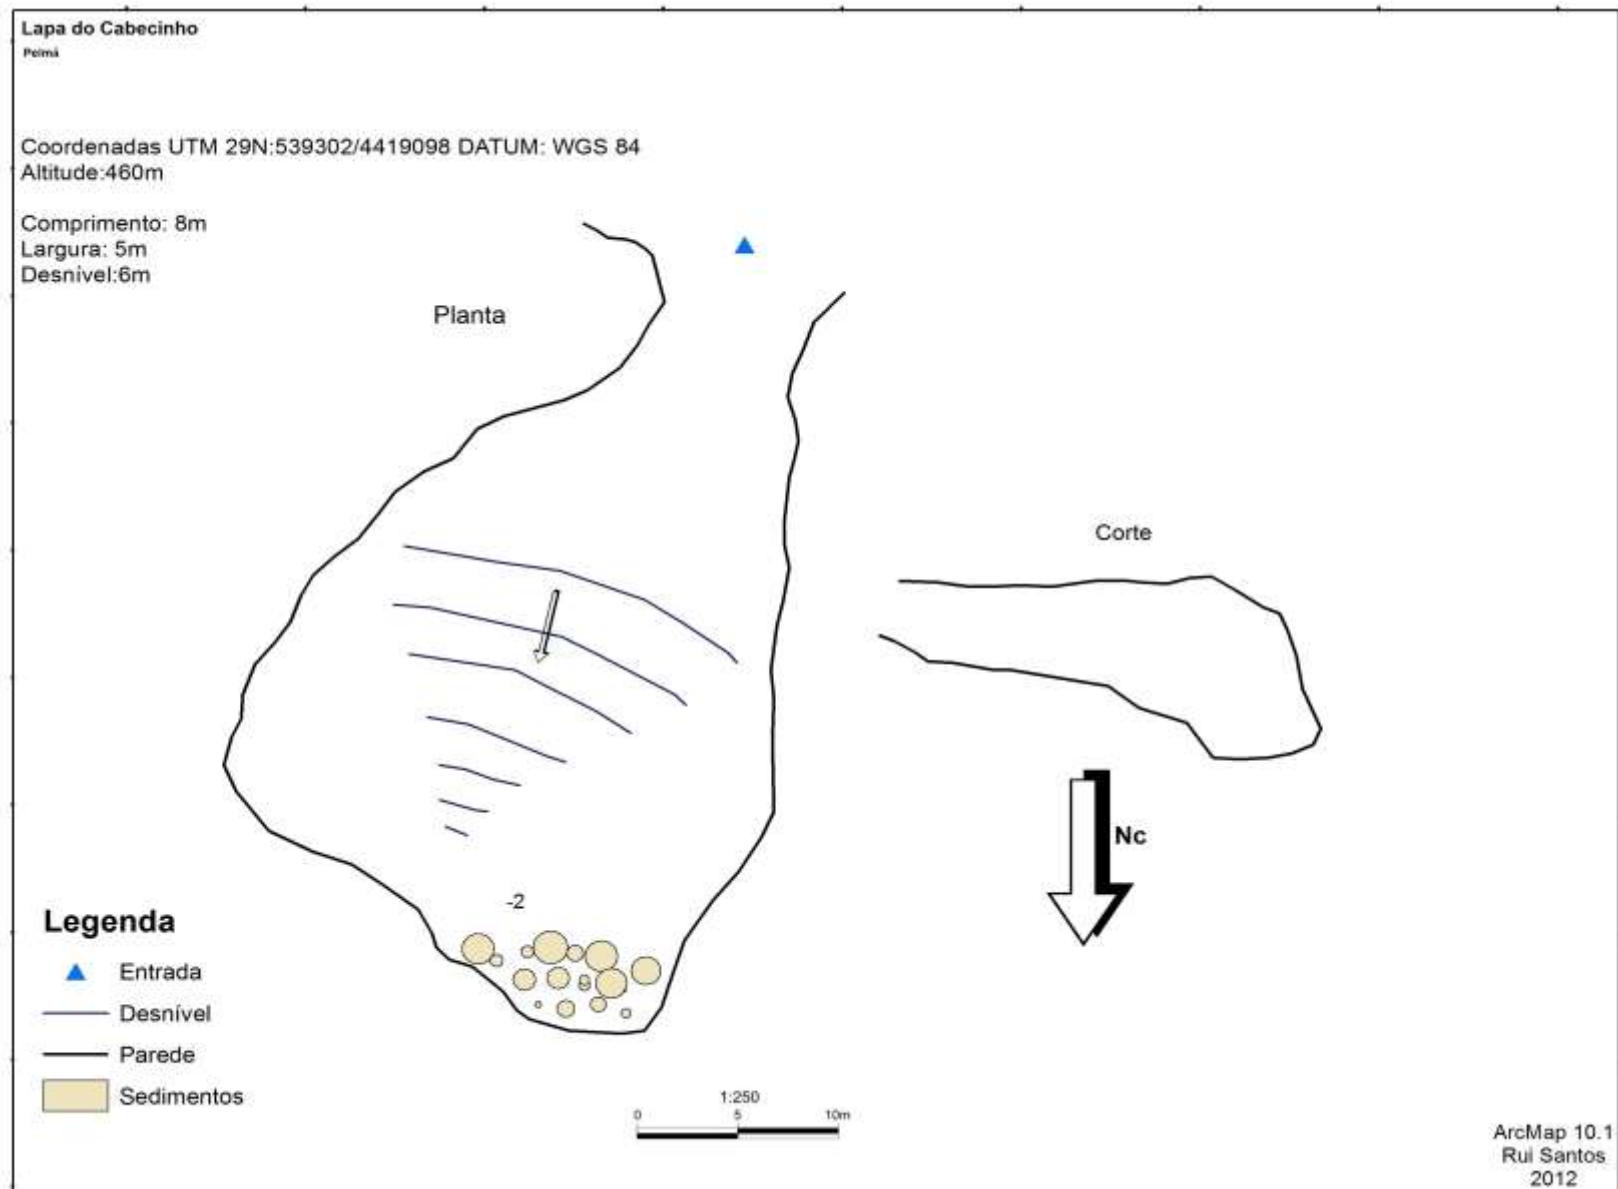 Lapa do Cabecinho
Pelmá
Coordenadas UTM 29N:539302/4419098 DATUM: WGS 84
Altitude:460m
Comprimento: 8m
Largura: 5m
Desnível:6m
Planta
Corte
Nc
-2
Legenda
Entrada
Desnível
Parede
Sedimentos
1:250
0 5 10m
ArcMap 10.1
Rui Santos
2012